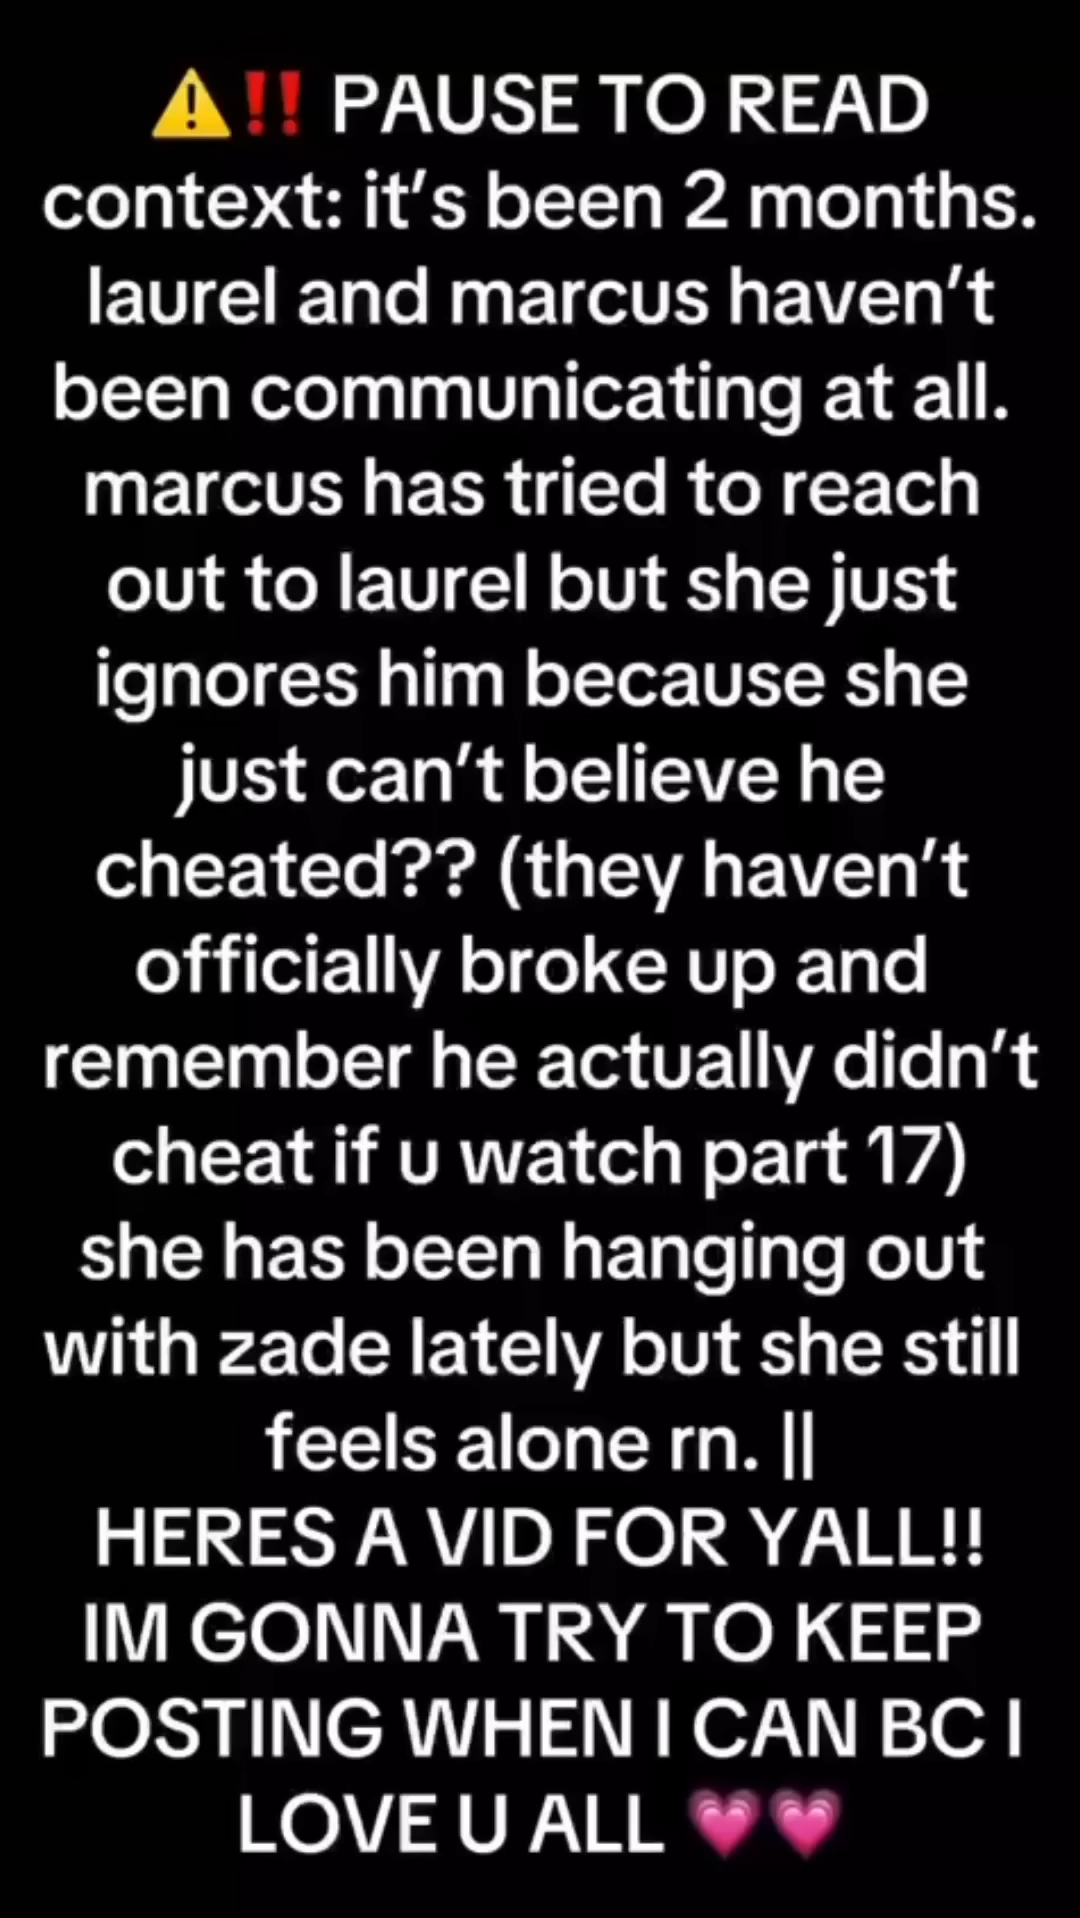 ⚠️‼️ PAUSE TO READ
context: it’s been 2 months.
laurel and marcus haven’t
been communicating at all.
marcus has tried to reach
out to laurel but she just
ignores him because she
just can’t believe he
cheated?? (they haven’t
officially broke up and
remember he actually didn’t
cheat if u watch part 17)
she has been hanging out
with zade lately but she still
feels alone rn. ||
HERES A VID FOR YALL!!
IM GONNA TRY TO KEEP
POSTING WHEN I CAN BC I
LOVE U ALL 💗💗